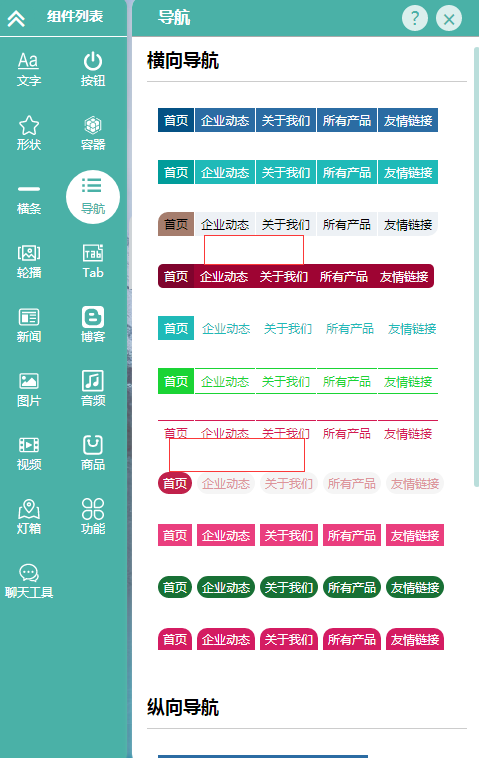 组件列表
Aa
文字
按钮
形状
容器
横条
导航
轮播
Tab
Tab
新闻
博客
图片
音频
视频
商品
灯箱
功能
聊天工具
导航
?
×
横向导航
首页 企业动态 关于我们 所有产品 友情链接
首页 企业动态 关于我们 所有产品 友情链接
首页 企业动态 关于我们 所有产品 友情链接
首页 企业动态 关于我们 所有产品 友情链接
首页 企业动态 关于我们 所有产品 友情链接
首页 企业动态 关于我们 所有产品 友情链接
首页 企业动态 关于我们 所有产品 友情链接
首页 企业动态 关于我们 所有产品 友情链接
首页 企业动态 关于我们 所有产品 友情链接
首页 企业动态 关于我们 所有产品 友情链接
首页 企业动态 关于我们 所有产品 友情链接
纵向导航